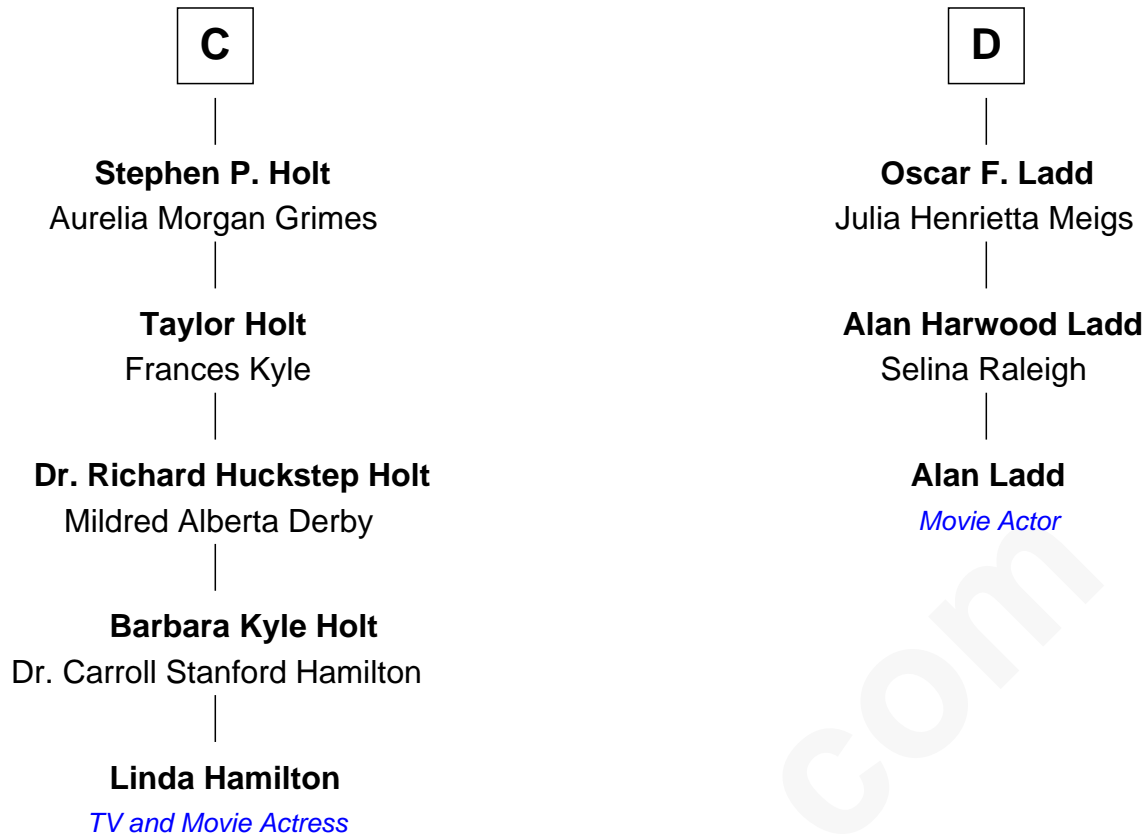 C
Stephen P. Holt
Aurelia Morgan Grimes
Taylor Holt
Frances Kyle
Dr. Richard Huckstep Holt
Mildred Alberta Derby
Barbara Kyle Holt
Dr. Carroll Stanford Hamilton
Linda Hamilton
TV and Movie Actress
D
Oscar F. Ladd
Julia Henrietta Meigs
Alan Harwood Ladd
Selina Raleigh
Alan Ladd
Movie Actor
com